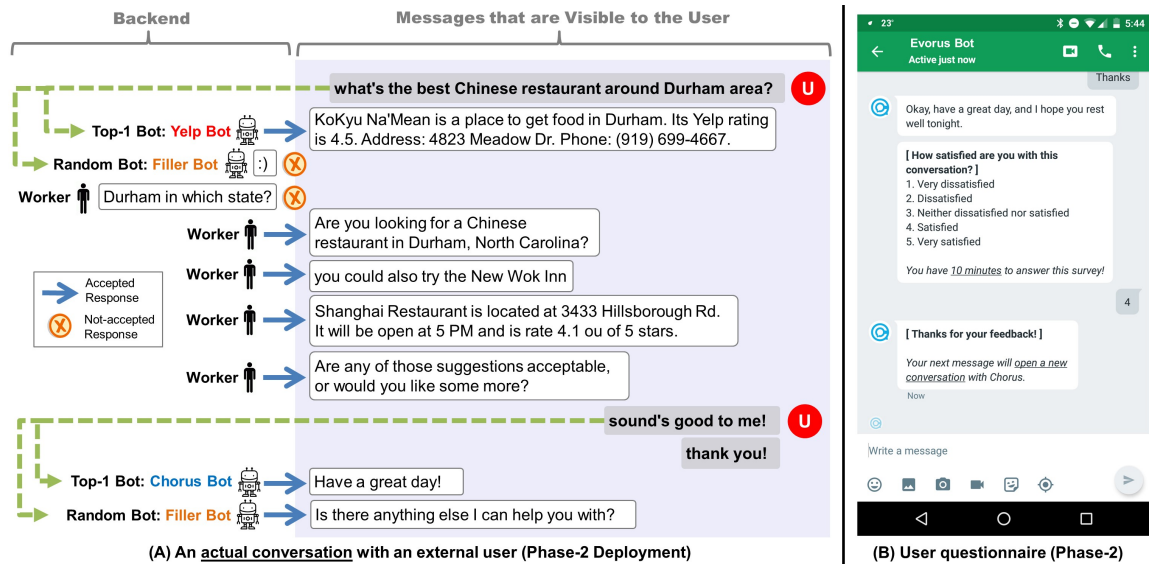 Backend
Messages that are Visible to the User
what's the best Chinese restaurant around Durham area?
U
Top-1 Bot: Yelp Bot
KoKyu Na'Mean is a place to get food in Durham. Its Yelp rating
is 4.5. Address: 4823 Meadow Dr. Phone: (919) 699-4667.
Random Bot: Filler Bot
:)
X
Worker
Durham in which state?
X
Worker
Are you looking for a Chinese
restaurant in Durham, North Carolina?
Worker
you could also try the New Wok Inn
Accepted
Response
X
Not-accepted
Response
Worker
Shanghai Restaurant is located at 3433 Hillsborough Rd.
It will be open at 5 PM and is rate 4.1 ou of 5 stars.
Worker
Are any of those suggestions acceptable,
or would you like some more?
sound's good to me!
U
thank you!
Top-1 Bot: Chorus Bot
Have a great day!
Random Bot: Filler Bot
Is there anything else I can help you with?
(A) An actual conversation with an external user (Phase-2 Deployment)
23°
5:44
Evorus Bot
Active just now
Thanks
Okay, have a great day, and I hope you rest
well tonight.
[ How satisfied are you with this
conversation? ]
1. Very dissatisfied
2. Dissatisfied
3. Neither dissatisfied nor satisfied
4. Satisfied
5. Very satisfied
You have 10 minutes to answer this survey!
4
[ Thanks for your feedback! ]
Your next message will open a new
conversation with Chorus.
Now
Write a message
(B) User questionnaire (Phase-2)